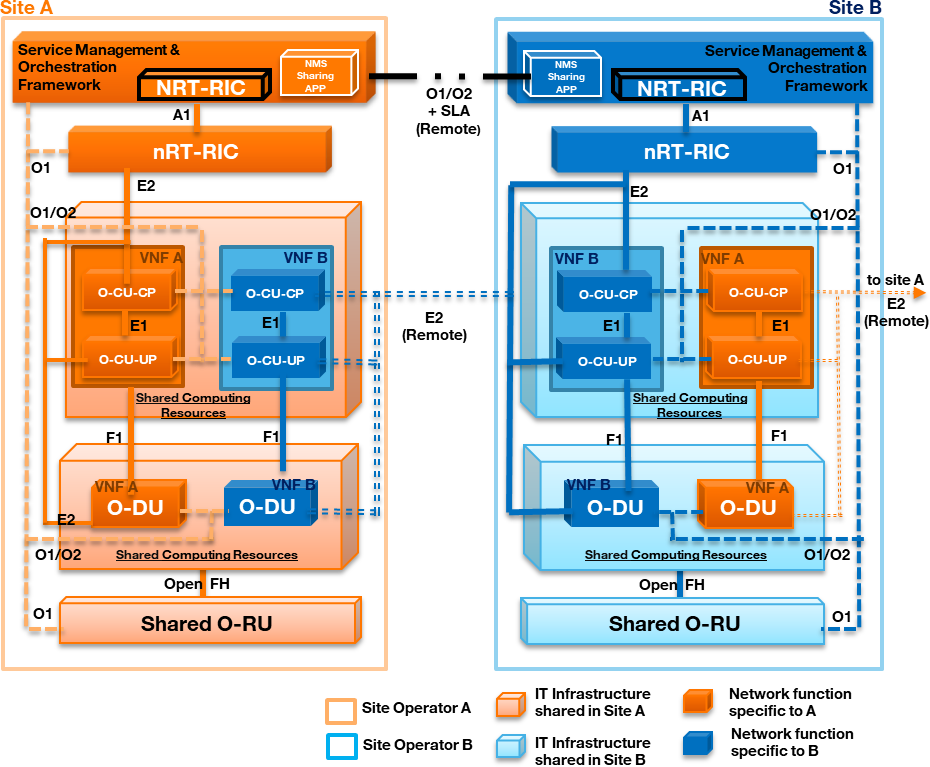 Site A
Site B
Service Management &
Orchestration
Framework
NRT-RIC
NMS
Sharing
APP
O1/O2
+ SLA
(Remote)
NMS
Sharing
APP
NRT-RIC
Service Management &
Orchestration
Framework
A1
nRT-RIC
O1
E2
O1/O2
VNF A
VNF B
O-CU-CP
O-CU-CP
E1
E1
O-CU-UP
O-CU-UP
Shared Computing
Resources
F1
F1
VNF A
VNF B
O-DU
O-DU
E2
O1/O2
Shared Computing Resources
Open FH
O1
Shared O-RU
E2
(Remote)
A1
nRT-RIC
O1
E2
O1/O2
VNF B
VNF A
O-CU-CP
O-CU-CP
E1
E1
O-CU-UP
O-CU-UP
to site A
E2
(Remote)
Shared Computing
Resources
F1
F1
VNF B
VNF A
O-DU
O-DU
Shared Computing Resources
O1/O2
Open FH
O1
Shared O-RU
Site Operator A
Site Operator B
IT Infrastructure
shared in Site A
IT Infrastructure
shared in Site B
Network function
specific to A
Network function
specific to B